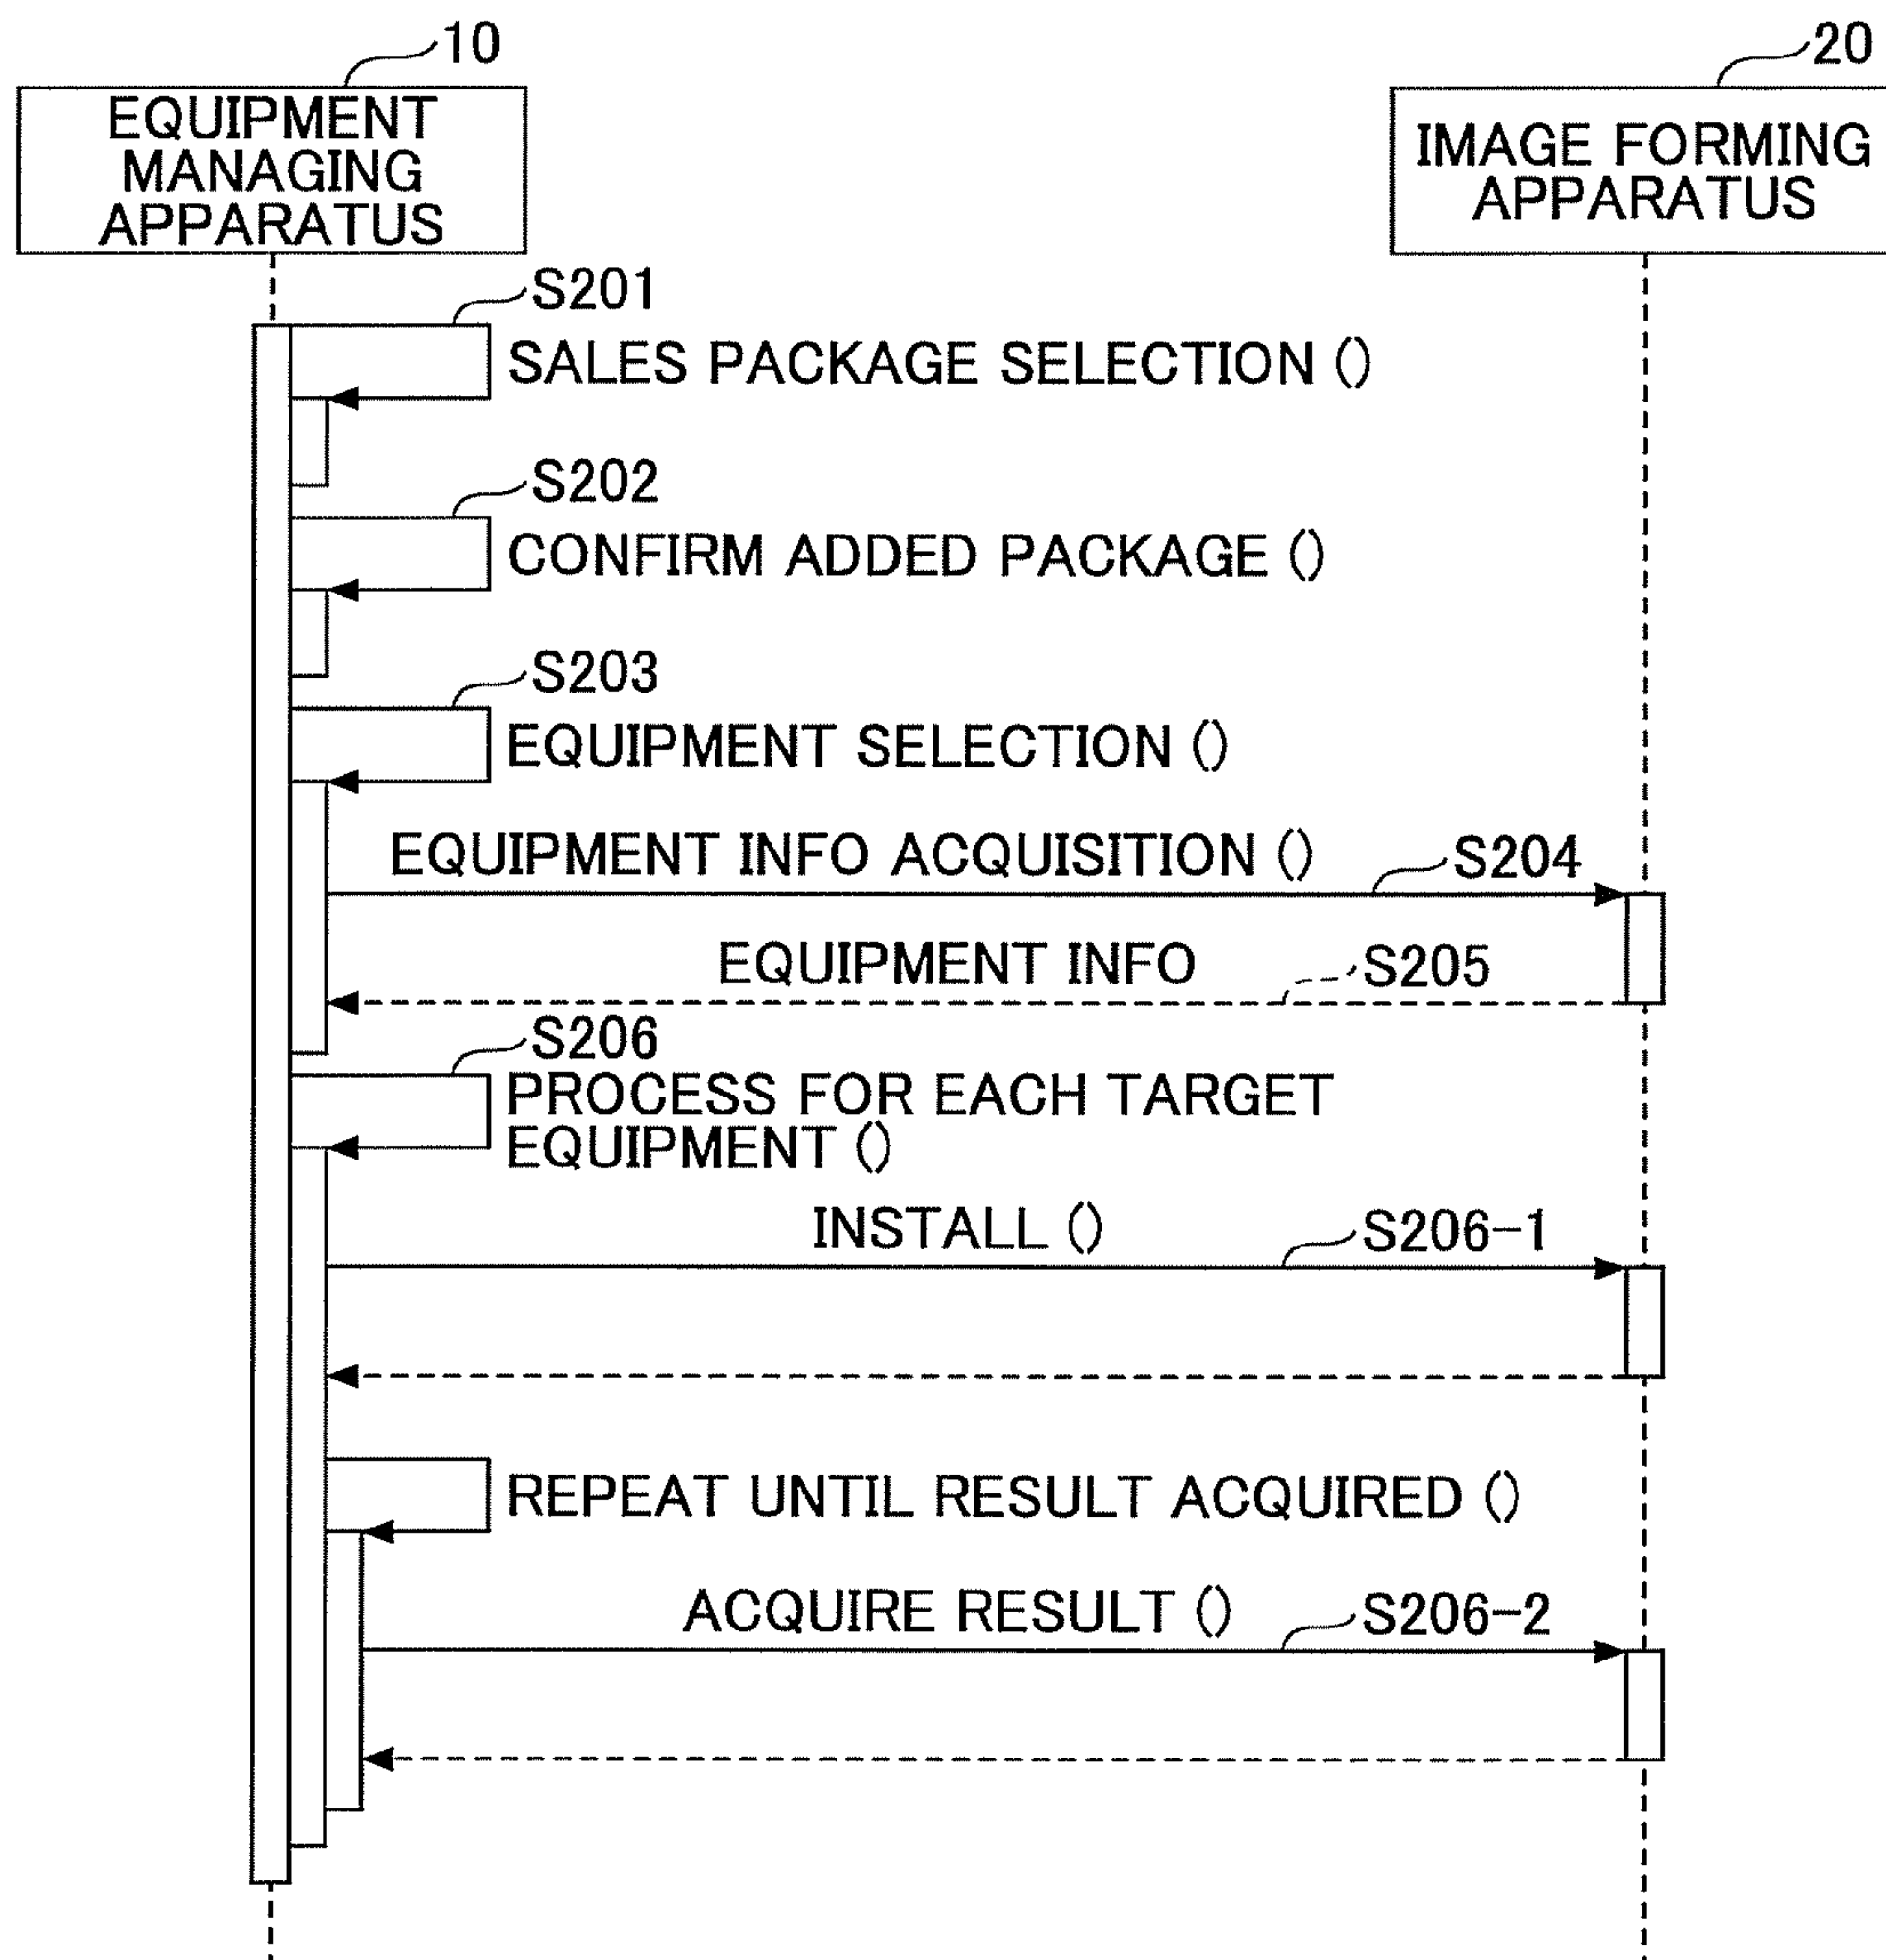 10
20
EQUIPMENT
MANAGING
APPARATUS
IMAGE FORMING
APPARATUS
S201
SALES PACKAGE SELECTION ()
S202
CONFIRM ADDED PACKAGE ()
S203
EQUIPMENT SELECTION ()
EQUIPMENT INFO ACQUISITION ()
S204
EQUIPMENT INFO
S205
S206
PROCESS FOR EACH TARGET
EQUIPMENT ()
INSTALL ()
S206-1
REPEAT UNTIL RESULT ACQUIRED ()
ACQUIRE RESULT ()
S206-2